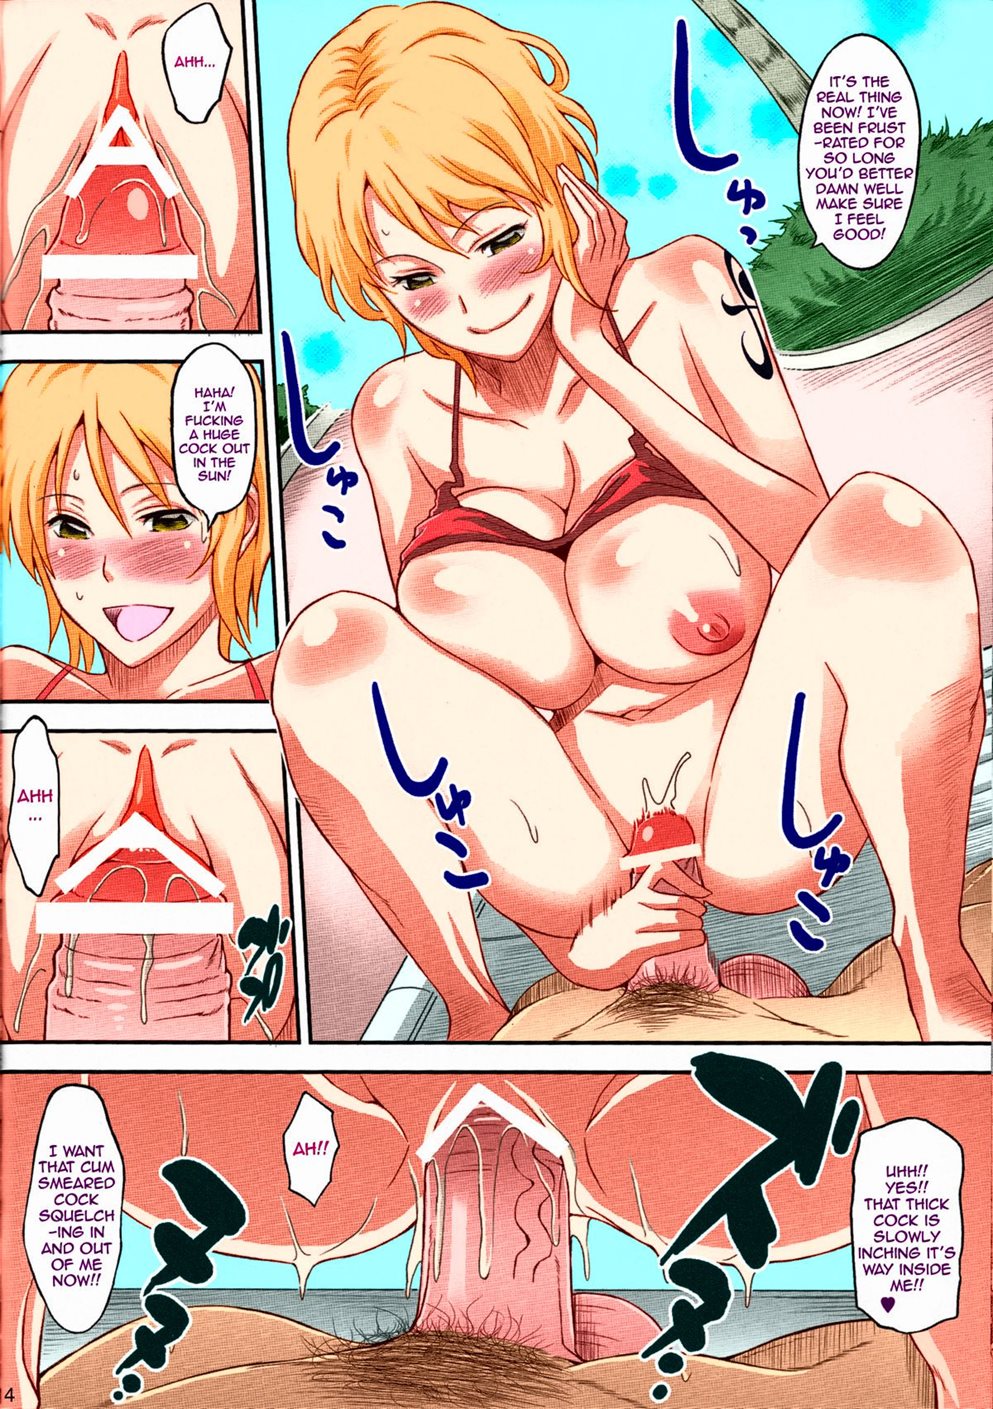 IT'S THE
REAL THING
NOW! I'VE
BEEN FRUST
-RATED FOR
SO LONG
YOU'D BETTER
DAMN WELL
MAKE SURE
I FEEL
GOOD!
しゅっ
しゅこ
しゅこ
しゅこ
AHH...
HAHA!
I'M
FUCKING
A HUGE
COCK OUT
IN THE
SUN!
AHH
...
UHH!!
YES!!
THAT THICK
COCK IS
SLOWLY
INCHING IT'S
WAY INSIDE
ME!!
♥
AH!!
I WANT
THAT CUM
SMEARED
COCK
SQUELCH
-ING IN
AND OUT
OF ME
NOW!!
4